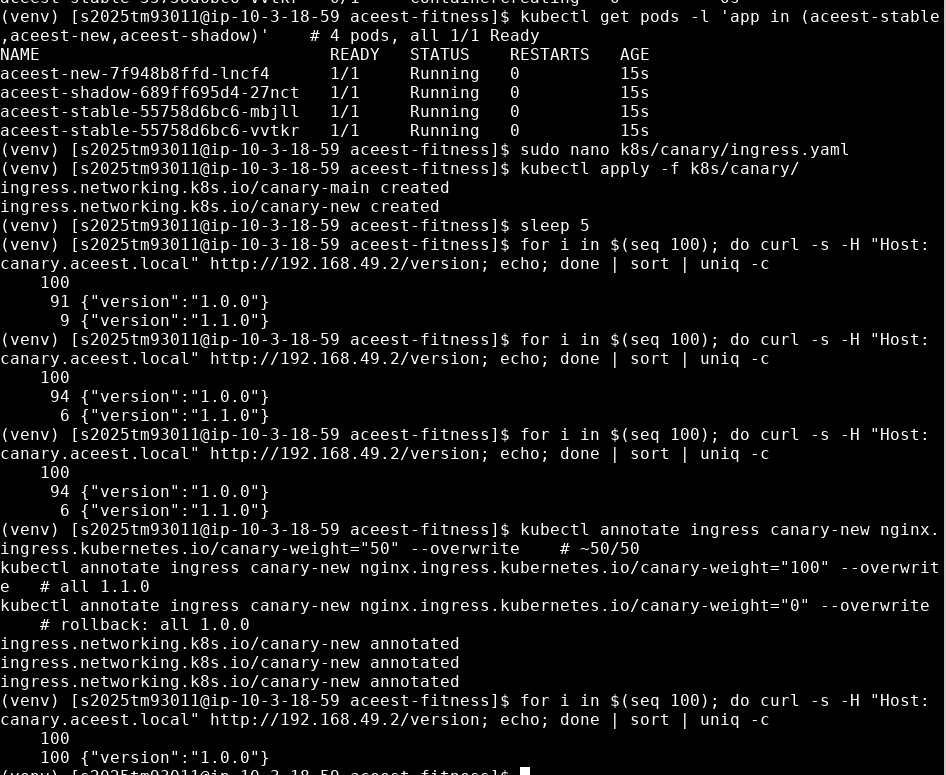 (venv) [s2025tm93011@ip-10-3-18-59 aceest-fitness]$ kubectl get pods -l 'app in (aceest-stable
,aceest-new,aceest-shadow)'    # 4 pods, all 1/1 Ready
NAME                             READY   STATUS    RESTARTS   AGE
aceest-new-7f948b8ffd-lncf4      1/1     Running   0          15s
aceest-shadow-689ff695d4-27nct   1/1     Running   0          15s
aceest-stable-55758d6bc6-mbjll   1/1     Running   0          15s
aceest-stable-55758d6bc6-vvtkr   1/1     Running   0          15s
(venv) [s2025tm93011@ip-10-3-18-59 aceest-fitness]$ sudo nano k8s/canary/ingress.yaml
(venv) [s2025tm93011@ip-10-3-18-59 aceest-fitness]$ kubectl apply -f k8s/canary/
ingress.networking.k8s.io/canary-main created
ingress.networking.k8s.io/canary-new created
(venv) [s2025tm93011@ip-10-3-18-59 aceest-fitness]$ sleep 5
(venv) [s2025tm93011@ip-10-3-18-59 aceest-fitness]$ for i in $(seq 100); do curl -s -H "Host:
canary.aceest.local" http://192.168.49.2/version; echo; done | sort | uniq -c
    100
     91 {"version":"1.0.0"}
      9 {"version":"1.1.0"}
(venv) [s2025tm93011@ip-10-3-18-59 aceest-fitness]$ for i in $(seq 100); do curl -s -H "Host:
canary.aceest.local" http://192.168.49.2/version; echo; done | sort | uniq -c
    100
     94 {"version":"1.0.0"}
      6 {"version":"1.1.0"}
(venv) [s2025tm93011@ip-10-3-18-59 aceest-fitness]$ for i in $(seq 100); do curl -s -H "Host:
canary.aceest.local" http://192.168.49.2/version; echo; done | sort | uniq -c
    100
     94 {"version":"1.0.0"}
      6 {"version":"1.1.0"}
(venv) [s2025tm93011@ip-10-3-18-59 aceest-fitness]$ kubectl annotate ingress canary-new nginx.
ingress.kubernetes.io/canary-weight="50" --overwrite    # ~50/50
kubectl annotate ingress canary-new nginx.ingress.kubernetes.io/canary-weight="100" --overwrit
e   # all 1.1.0
kubectl annotate ingress canary-new nginx.ingress.kubernetes.io/canary-weight="0" --overwrite
    # rollback: all 1.0.0
ingress.networking.k8s.io/canary-new annotated
ingress.networking.k8s.io/canary-new annotated
ingress.networking.k8s.io/canary-new annotated
(venv) [s2025tm93011@ip-10-3-18-59 aceest-fitness]$ for i in $(seq 100); do curl -s -H "Host:
canary.aceest.local" http://192.168.49.2/version; echo; done | sort | uniq -c
    100
    100 {"version":"1.0.0"}
(venv) [s2025tm93011@ip-10-3-18-59 aceest-fitness]$